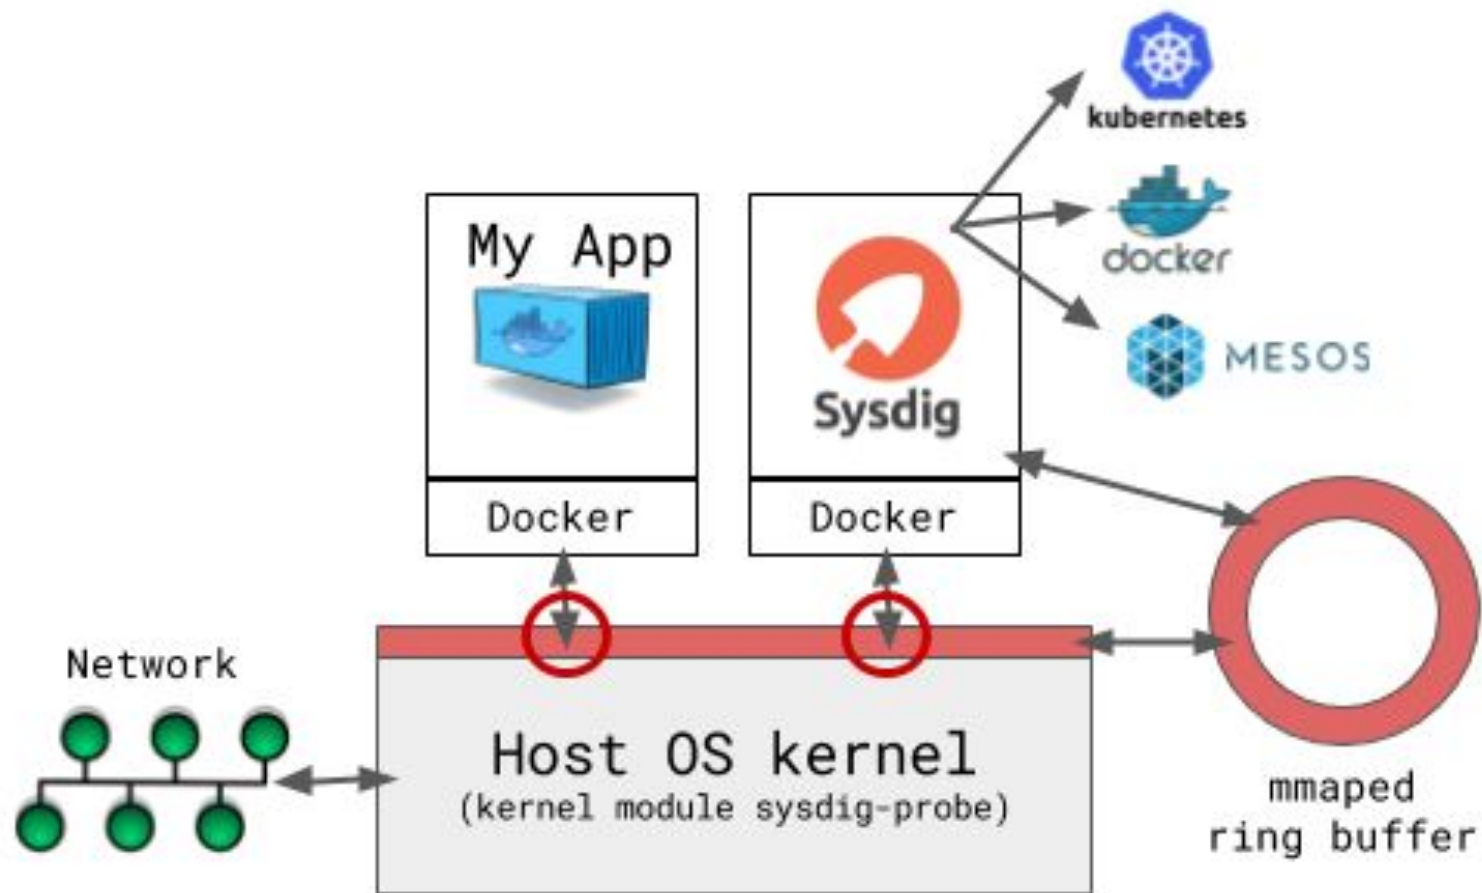 kubernetes
docker
MESOS
My App
Sysdig
Docker
Docker
Network
Host OS kernel
(kernel module sysdig-probe)
mmaped
ring buffer